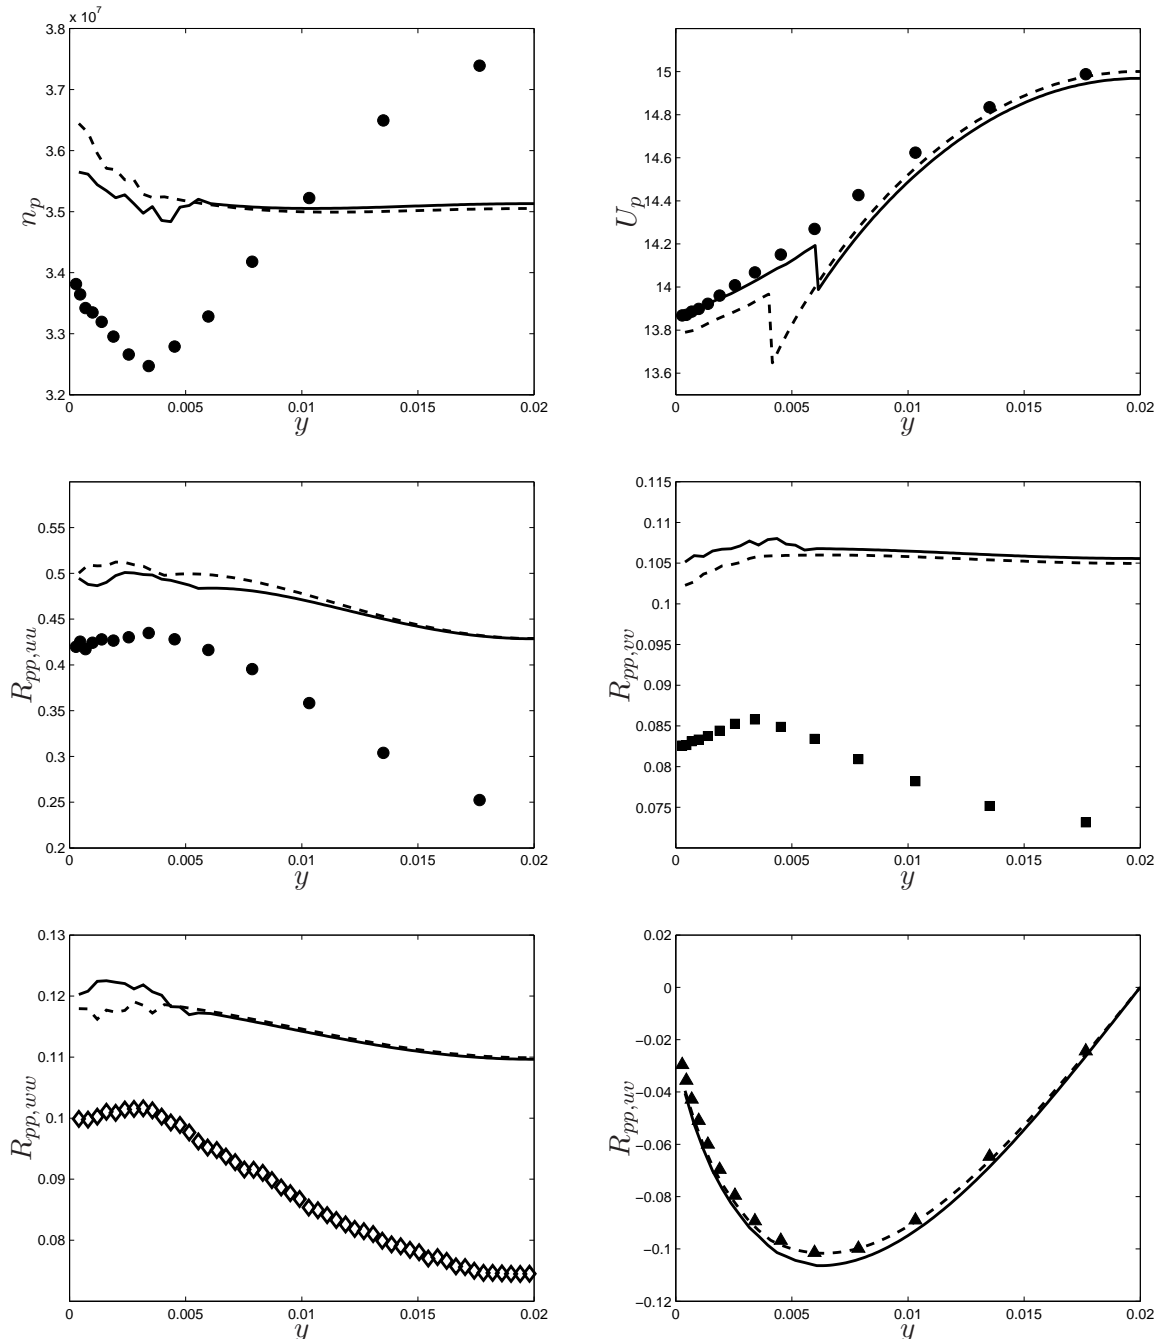 x 10⁷
3.8
3.7
3.6
3.5
3.4
3.3
3.2
n_p
0 0.005 0.01 0.015 0.02
y
15
14.8
14.6
14.4
14.2
14
13.8
13.6
U_p
0 0.005 0.01 0.015 0.02
y
0.55
0.5
0.45
0.4
0.35
0.3
0.25
0.2
R_{pp,uu}
0 0.005 0.01 0.015 0.02
y
0.115
0.11
0.105
0.1
0.095
0.09
0.085
0.08
0.075
R_{pp,vv}
0 0.005 0.01 0.015 0.02
y
0.13
0.12
0.11
0.1
0.09
0.08
R_{pp,ww}
0 0.005 0.01 0.015 0.02
y
0.02
0
−0.02
−0.04
−0.06
−0.08
−0.1
−0.12
R_{pp,uv}
0 0.005 0.01 0.015 0.02
y